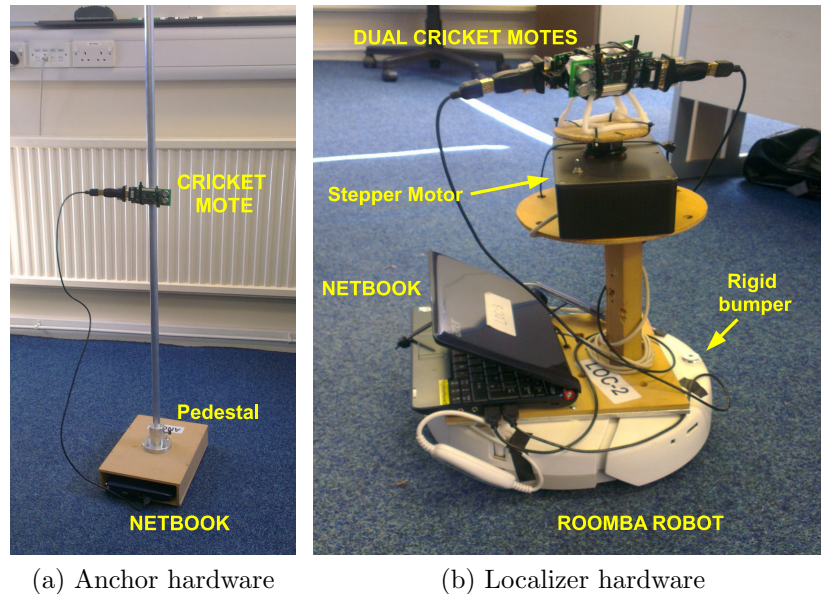 CRICKET
MOTE
Pedestal
NETBOOK
DUAL CRICKET MOTES
Stepper Motor
NETBOOK
Rigid
bumper
LOC-2
ROOMBA ROBOT
(a) Anchor hardware
(b) Localizer hardware